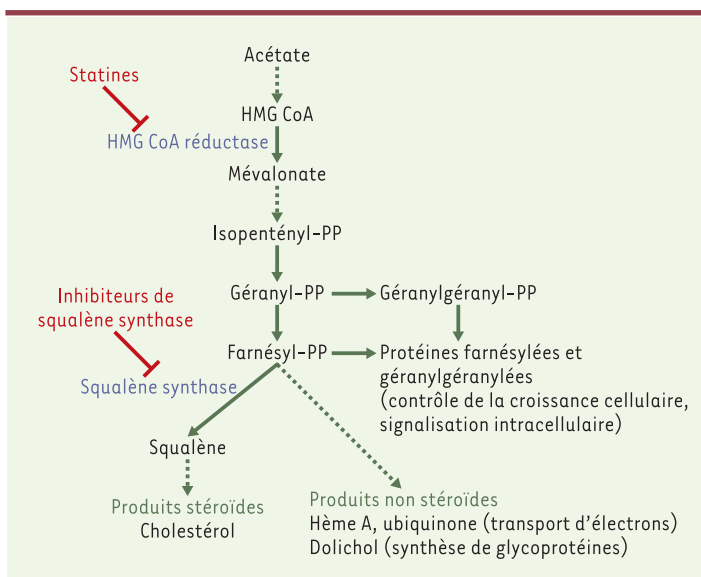 Acétate
Statines
HMG CoA
HMG CoA réductase
Mévalonate
Isopentényl-PP
Géranyl-PP
Géranylgéranyl-PP
Inhibiteurs de
squalène synthase
Farnésyl-PP
Protéines farnésylées et
géranylgéranylées
(contrôle de la croissance cellulaire,
signalisation intracellulaire)
Squalène synthase
Squalène
Produits stéroïdes
Cholestérol
Produits non stéroïdes
Hème A, ubiquinone (transport d’électrons)
Dolichol (synthèse de glycoprotéines)